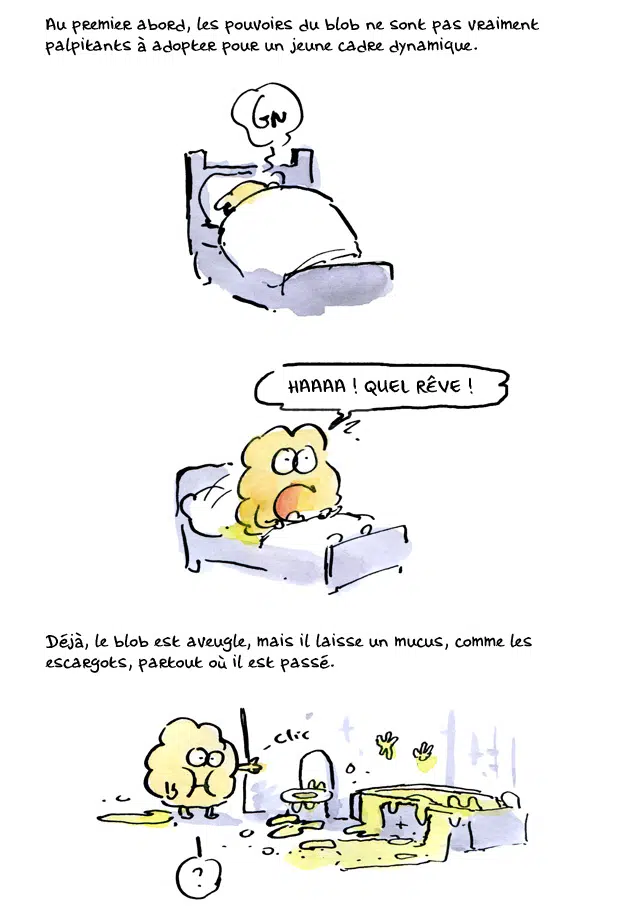 Au premier abord, les pouvoirs du blob ne sont pas vraiment
palpitants à adopter pour un jeune cadre dynamique.
GN
HAAAA ! QUEL RÊVE !
Déjà, le blob est aveugle, mais il laisse un mucus, comme les
escargots, partout où il est passé.
clic
?